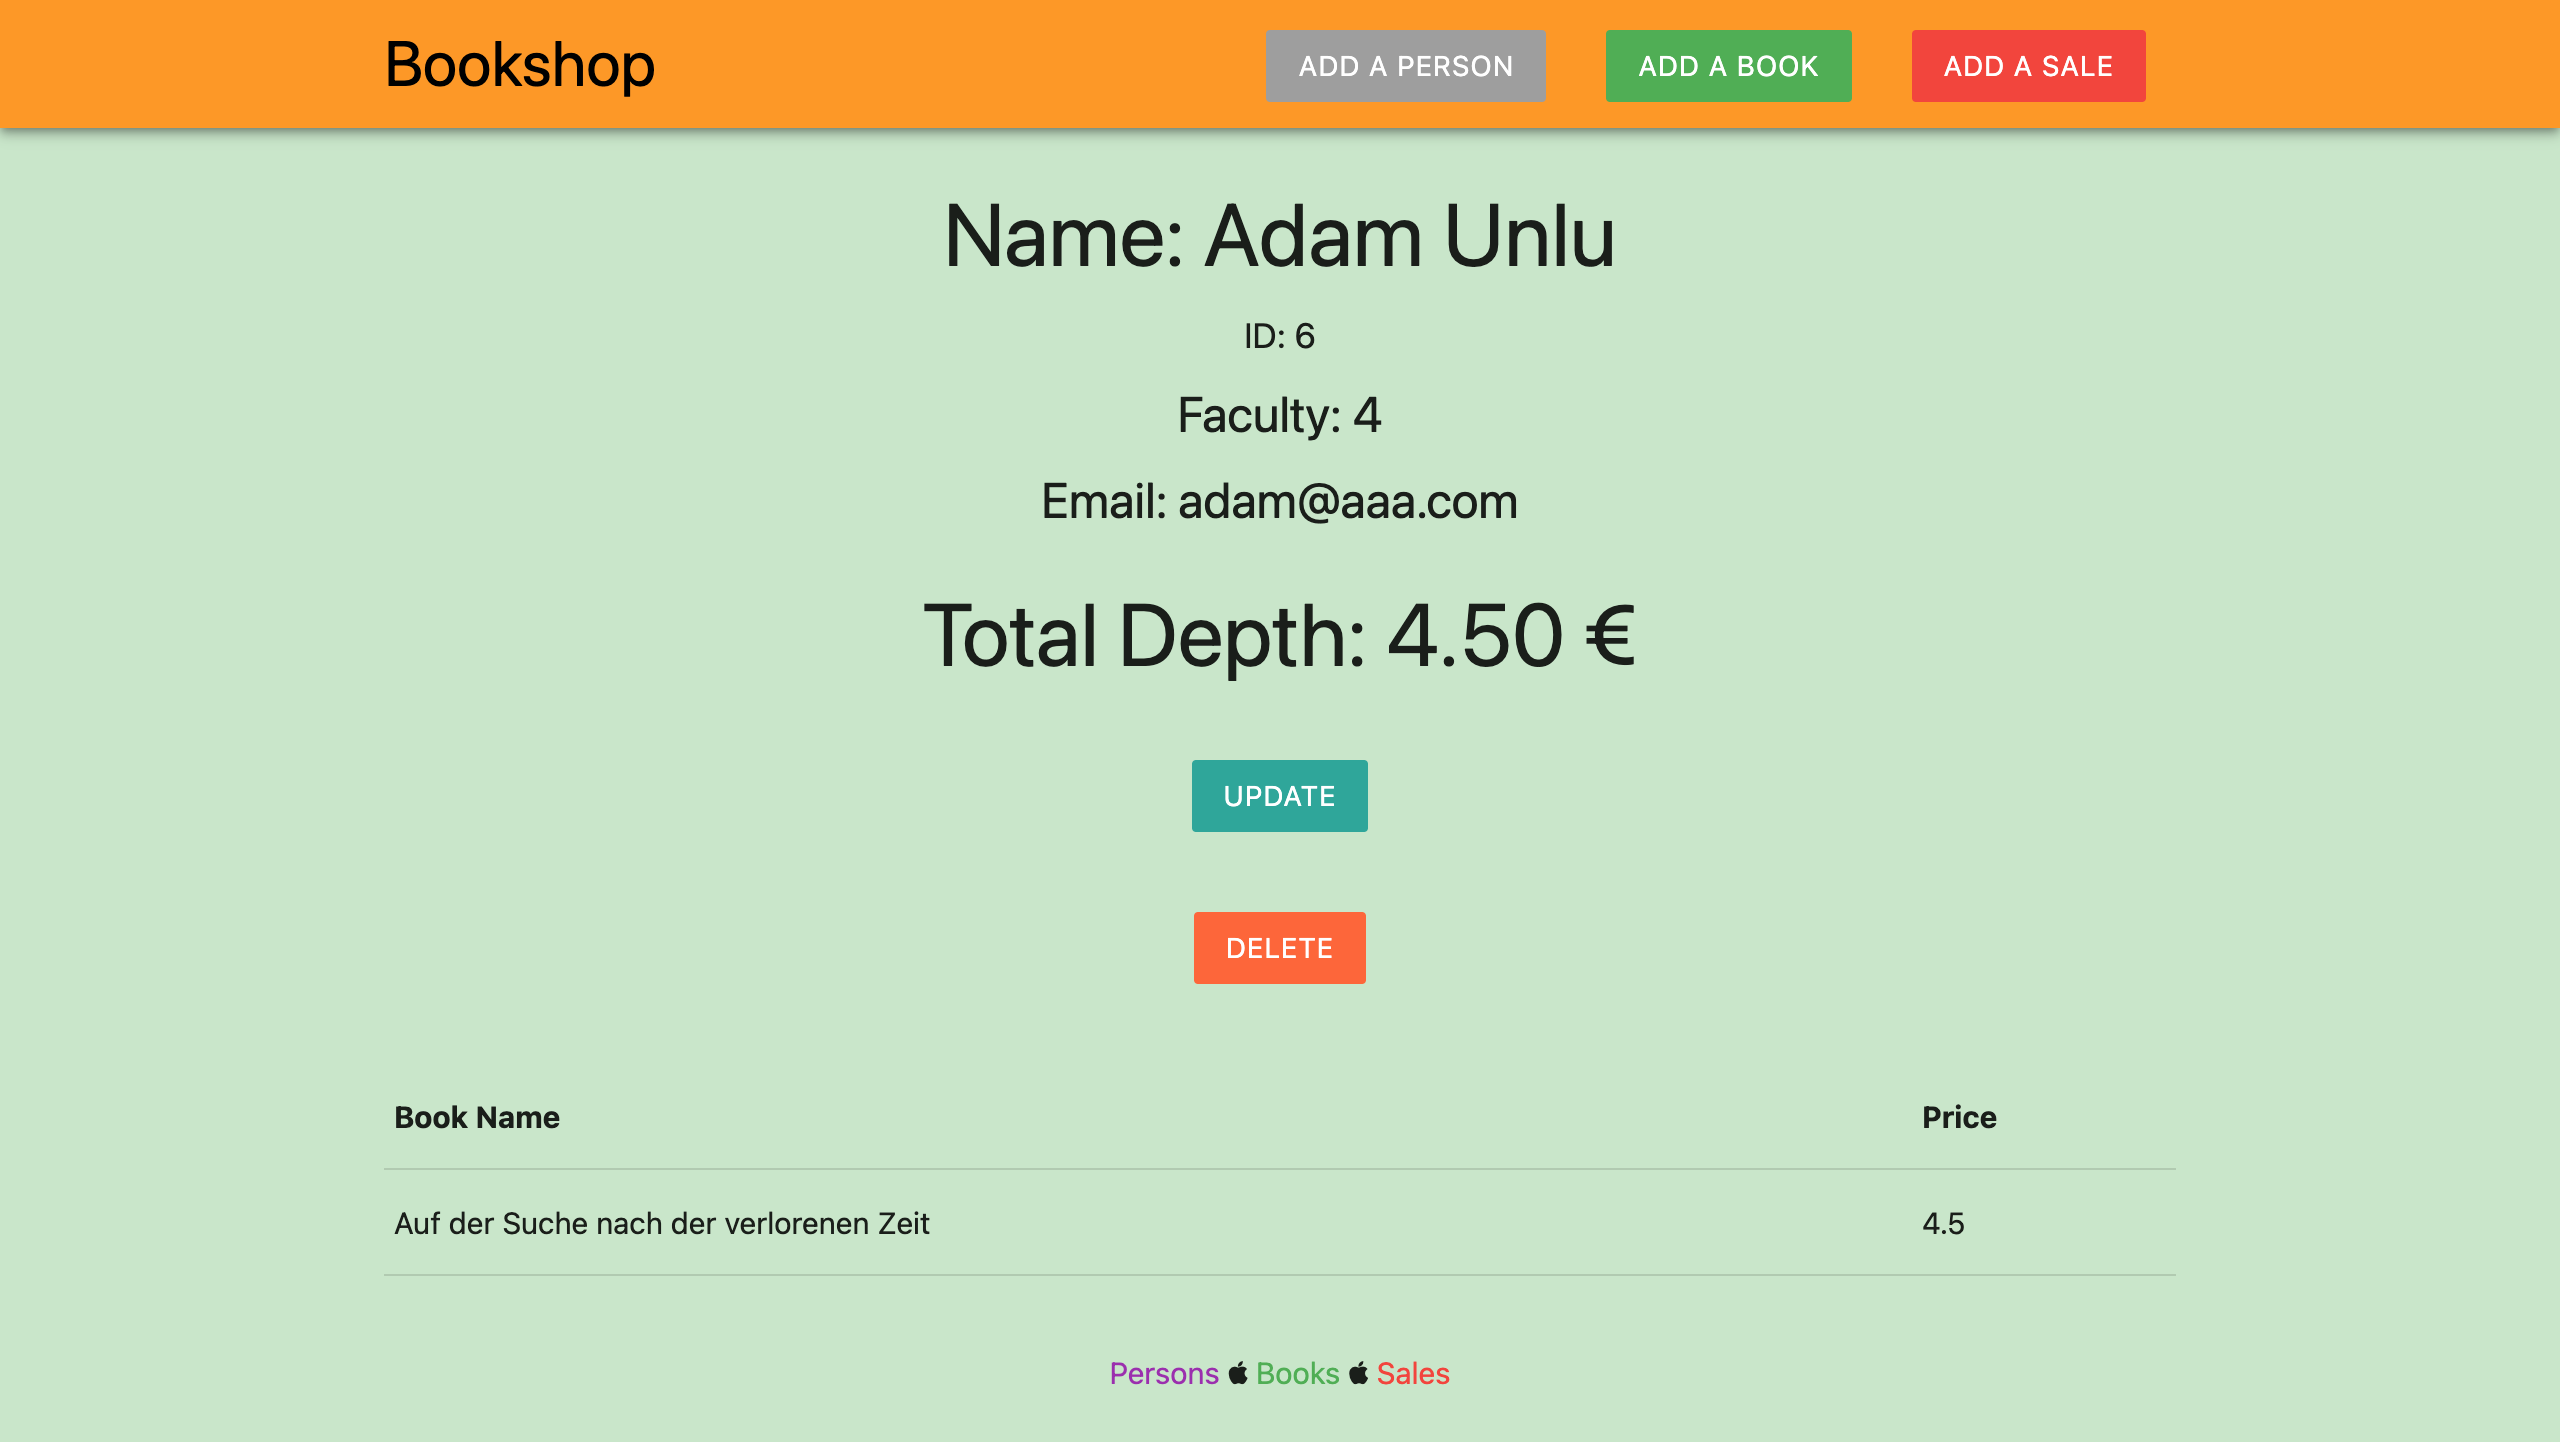 Bookshop ADD A PERSON ADD A BOOK ADD A SALE
Name: Adam Unlu
ID: 6
Faculty: 4
Email: adam@aaa.com
Total Depth: 4.50 €
UPDATE
DELETE
Book Name Price
Auf der Suche nach der verlorenen Zeit 4.5
Persons Books Sales